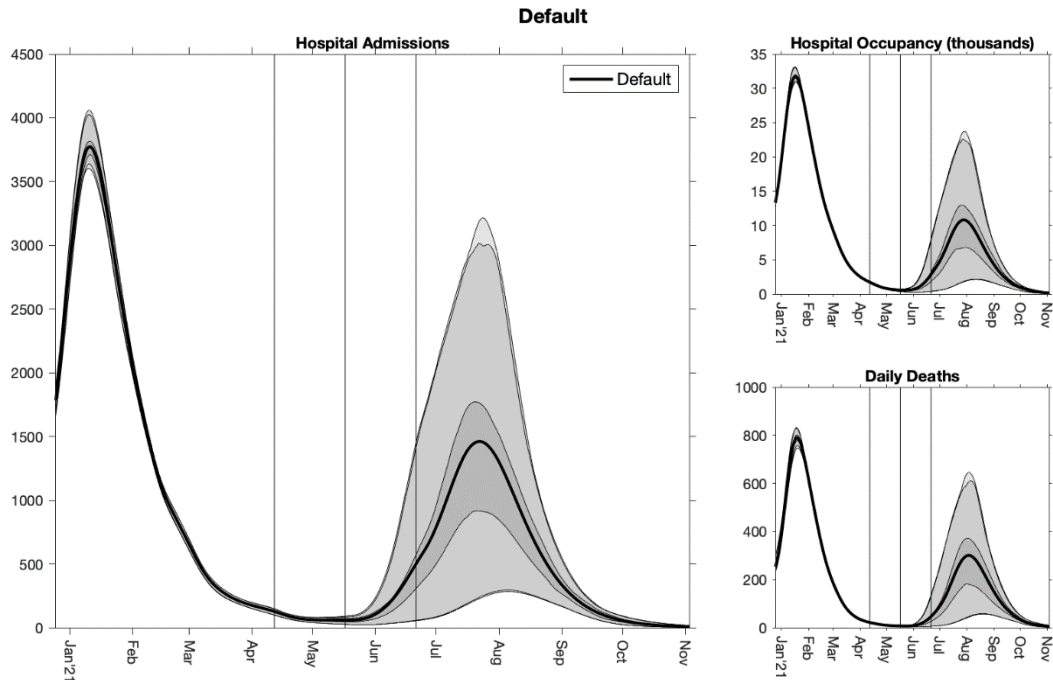 Default
Hospital Admissions
4500
4000
3500
3000
2500
2000
1500
1000
500
0
Default
Jan'21
Feb
Mar
Apr
May
Jun
Jul
Aug
Sep
Oct
Nov
Hospital Occupancy (thousands)
35
30
25
20
15
10
5
0
Jan'21
Feb
Mar
Apr
May
Jun
Jul
Aug
Sep
Oct
Nov
Daily Deaths
1000
800
600
400
200
0
Jan'21
Feb
Mar
Apr
May
Jun
Jul
Aug
Sep
Oct
Nov